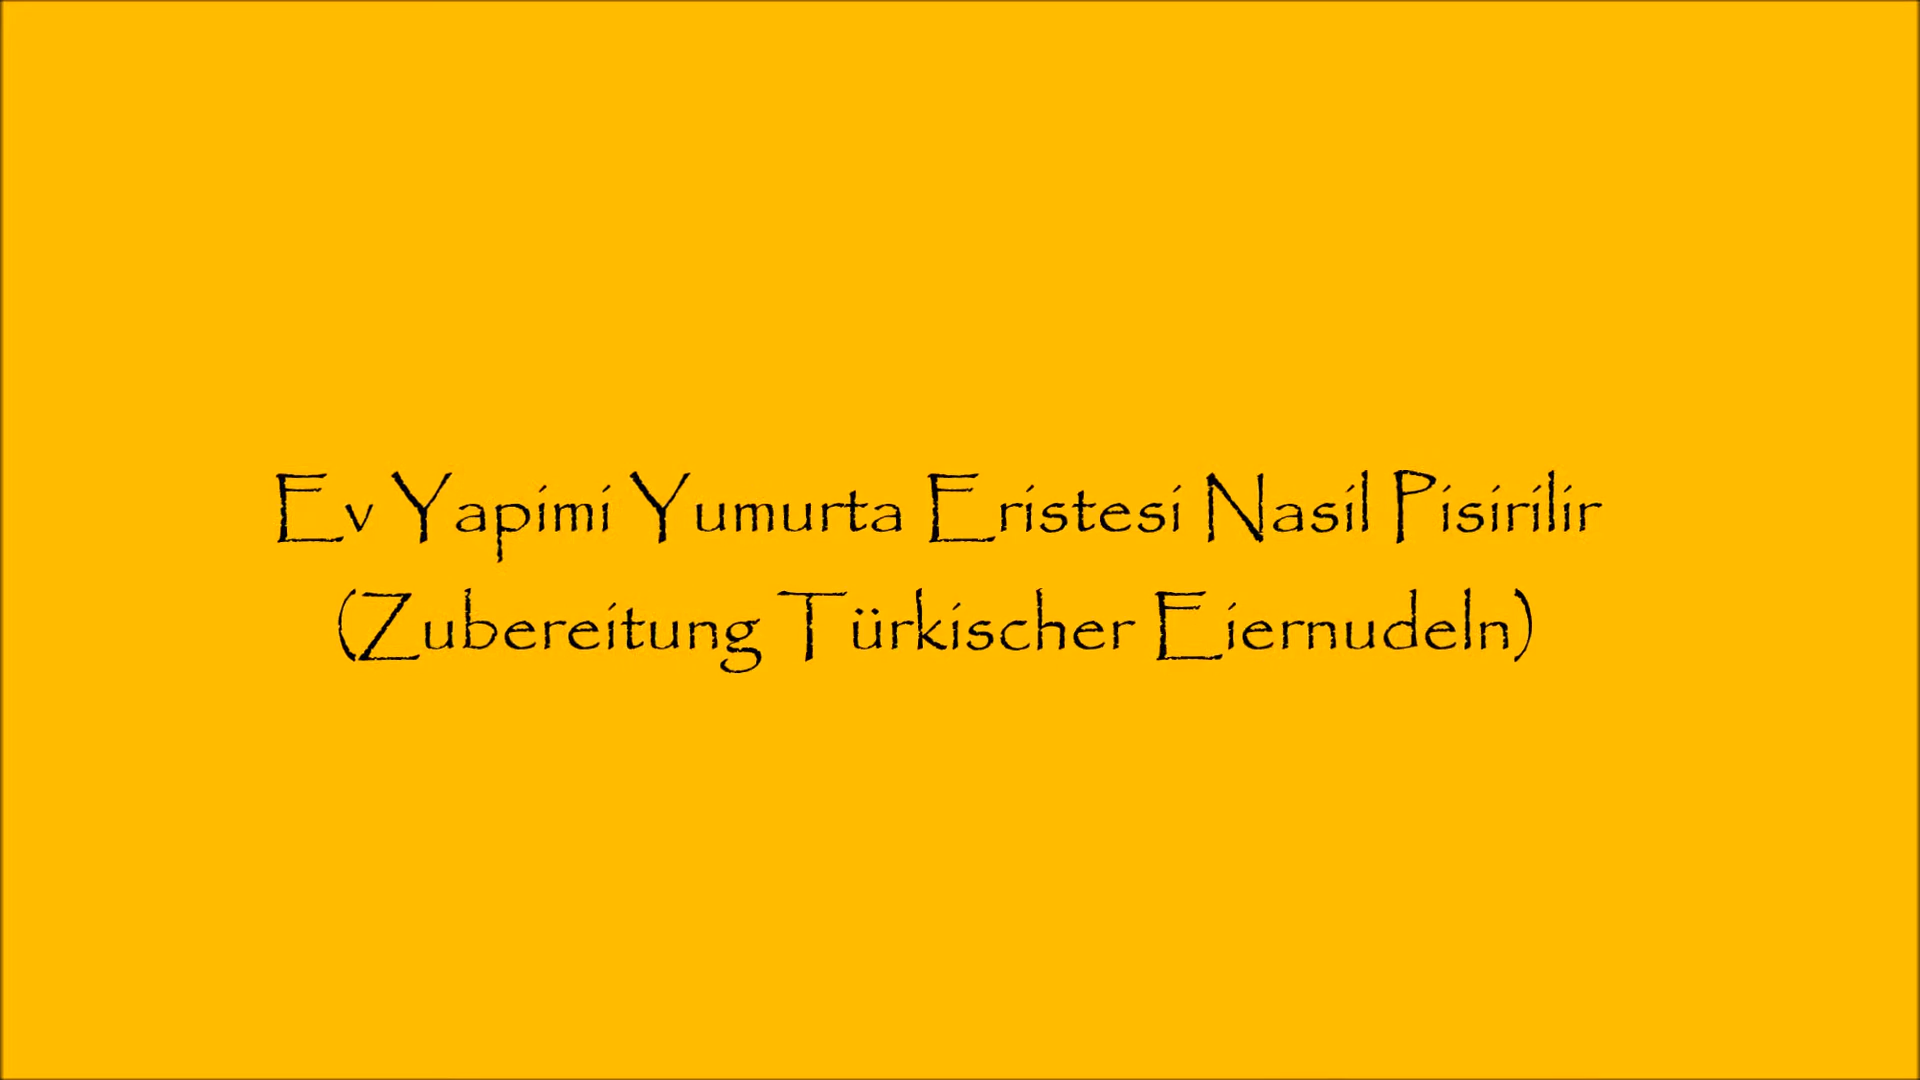 Ev Yapimi Yumurta Eristesi Nasil Pisirilir
(Zubereitung Türkischer Eiernudeln)